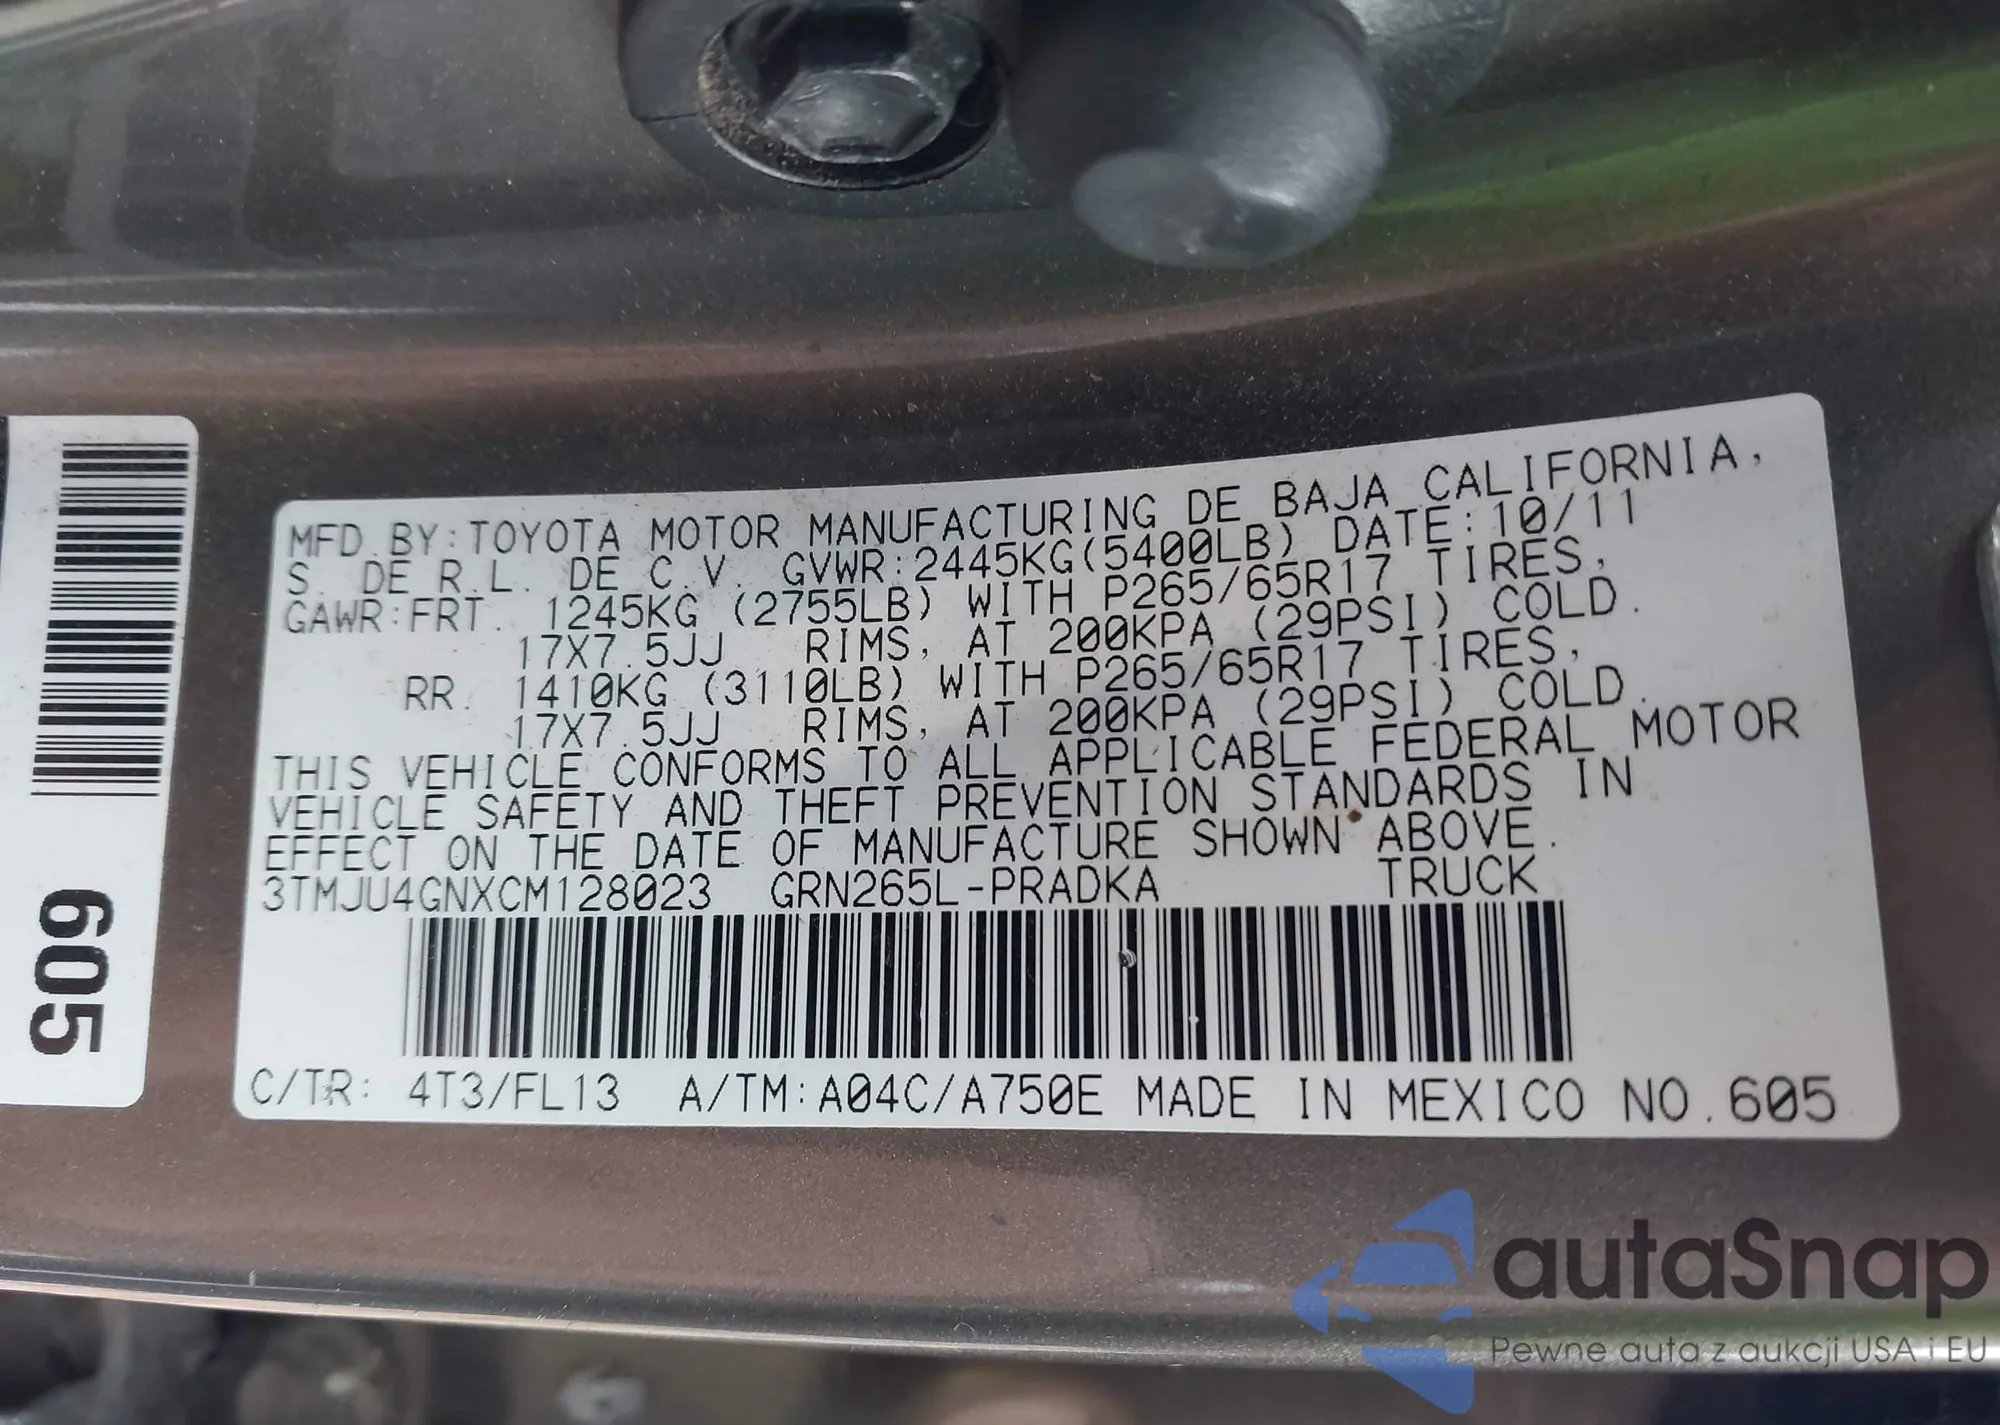 MFD.BY:TOYOTA MOTOR MANUFACTURING DE BAJA CALIFORNIA,
S. DE R.L. DE C.V. GVWR:2445KG(5400LB) DATE:10/11
GAWR:FRT. 1245KG (2755LB) WITH P265/65R17 TIRES,
17X7.5JJ RIMS, AT 200KPA (29PSI) COLD.
RR. 1410KG (3110LB) WITH P265/65R17 TIRES,
17X7.5JJ RIMS, AT 200KPA (29PSI) COLD.
THIS VEHICLE CONFORMS TO ALL APPLICABLE FEDERAL MOTOR
VEHICLE SAFETY AND THEFT PREVENTION STANDARDS IN
EFFECT ON THE DATE OF MANUFACTURE SHOWN ABOVE.
3TMJU4GNXCM128023 GRN265L-PRADKA TRUCK
C/TR: 4T3/FL13 A/TM:A04C/A750E MADE IN MEXICO NO.605
605
autaSnap
Pewne auta z aukcji USA i EU